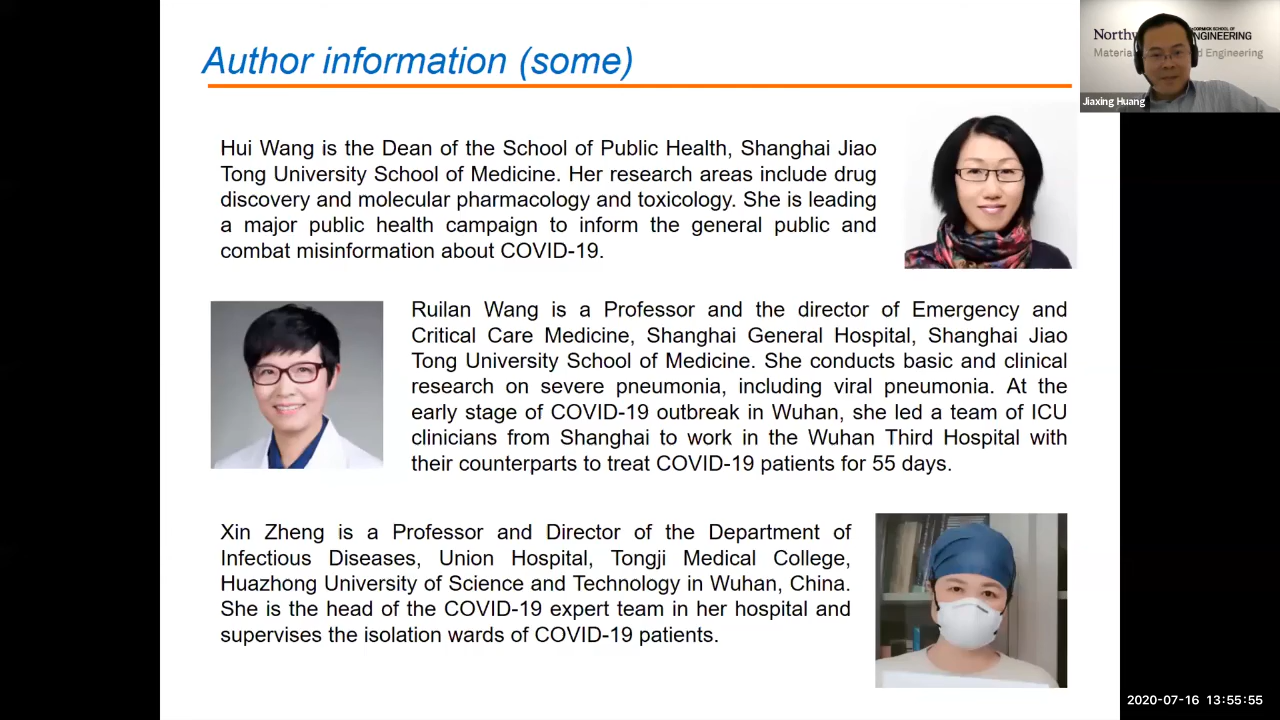 Author information (some)
Northw
McCORMICK SCHOOL OF
ENGINEERING
Material
d Engineering
Jiaxing Huang
Hui Wang is the Dean of the School of Public Health, Shanghai Jiao
Tong University School of Medicine. Her research areas include drug
discovery and molecular pharmacology and toxicology. She is leading
a major public health campaign to inform the general public and
combat misinformation about COVID-19.
Ruilan Wang is a Professor and the director of Emergency and
Critical Care Medicine, Shanghai General Hospital, Shanghai Jiao
Tong University School of Medicine. She conducts basic and clinical
research on severe pneumonia, including viral pneumonia. At the
early stage of COVID-19 outbreak in Wuhan, she led a team of ICU
clinicians from Shanghai to work in the Wuhan Third Hospital with
their counterparts to treat COVID-19 patients for 55 days.
Xin Zheng is a Professor and Director of the Department of
Infectious Diseases, Union Hospital, Tongji Medical College,
Huazhong University of Science and Technology in Wuhan, China.
She is the head of the COVID-19 expert team in her hospital and
supervises the isolation wards of COVID-19 patients.
2020-07-16 13:55:55